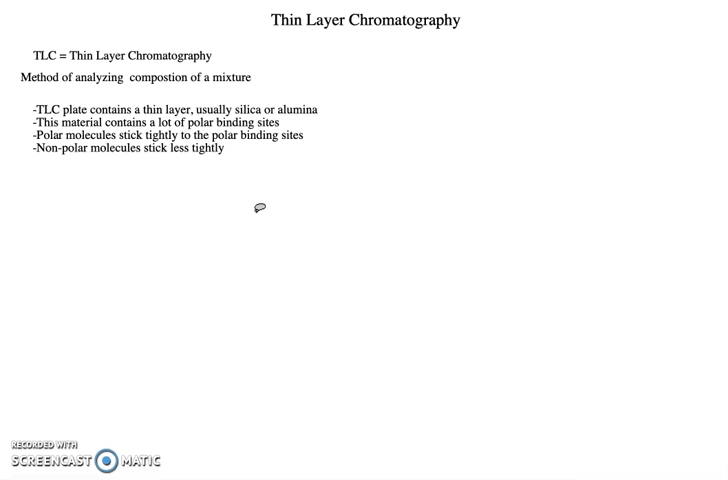 Thin Layer Chromatography
TLC = Thin Layer Chromatography
Method of analyzing compostion of a mixture
-TLC plate contains a thin layer, usually silica or alumina
-This material contains a lot of polar binding sites
-Polar molecules stick tightly to the polar binding sites
-Non-polar molecules stick less tightly
RECORDED WITH
SCREENCAST MATIC